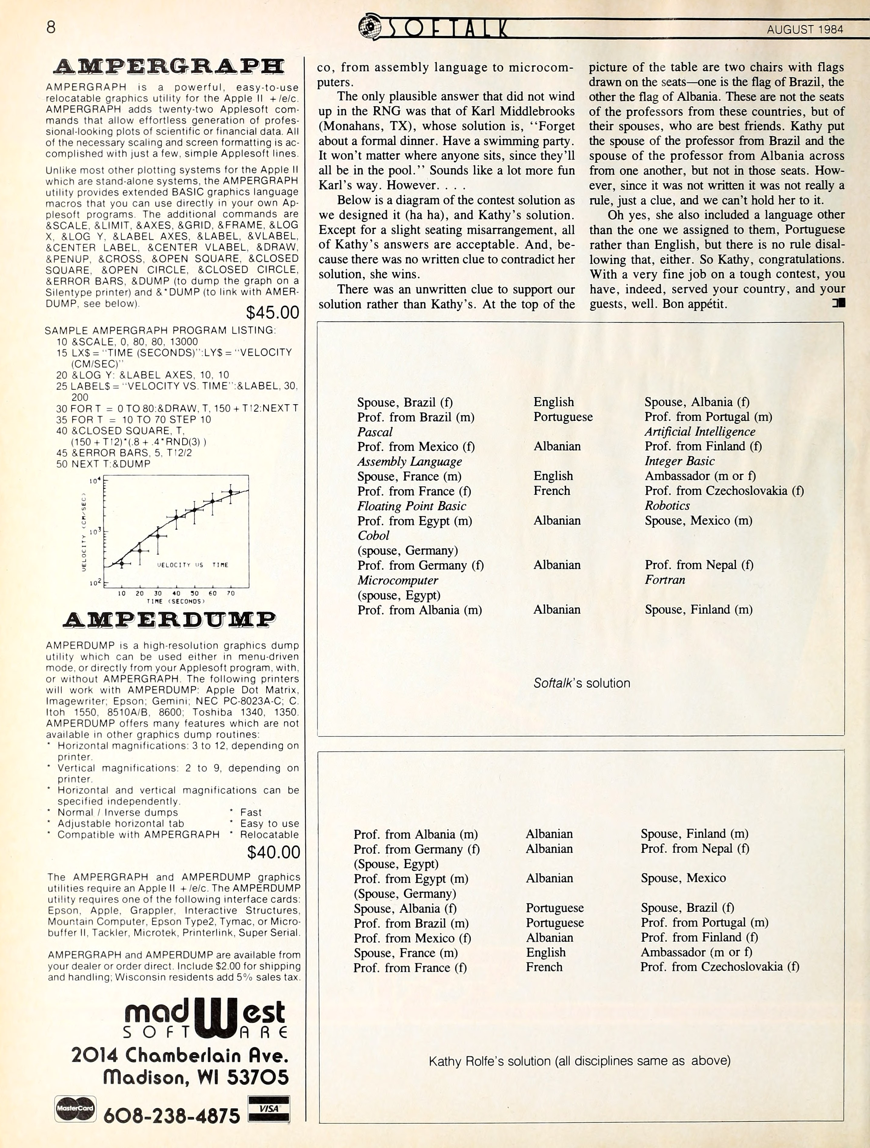 8
SOFTALK
AUGUST 1984
AMPERGRAPH
AMPERGRAPH is a powerful, easy-to-use
relocatable graphics utility for the Apple II +/e/c.
AMPERGRAPH adds twenty-two Applesoft com-
mands that allow effortless generation of profes-
sional-looking plots of scientific or financial data. All
of the necessary scaling and screen formatting is ac-
complished with just a few, simple Applesoft lines.
Unlike most other plotting systems for the Apple II
which are stand-alone systems, the AMPERGRAPH
utility provides extended BASIC graphics language
macros that you can use directly in your own Ap-
plesoft programs. The additional commands are
&SCALE, &LIMIT, &AXES, &GRID, &FRAME, &LOG
X, &LOG Y, &LABEL AXES, &LABEL, &VLABEL,
&CENTER LABEL, &CENTER VLABEL, &DRAW,
&PENUP, &CROSS, &OPEN SQUARE, &CLOSED
SQUARE, &OPEN CIRCLE, &CLOSED CIRCLE,
&ERROR BARS, &DUMP (to dump the graph on a
Silentype printer) and &*DUMP (to link with AMER-
DUMP, see below).
$45.00
SAMPLE AMPERGRAPH PROGRAM LISTING:
10 &SCALE, 0, 80, 80, 13000
15 LX$ = "TIME (SECONDS)":LY$ = "VELOCITY
(CM/SEC)"
20 &LOG Y: &LABEL AXES, 10, 10
25 LABEL$ = "VELOCITY VS. TIME":&LABEL, 30,
200
30 FOR T = 0 TO 80:&DRAW, T, 150 + T↑2:NEXT T
35 FOR T = 10 TO 70 STEP 10
40 &CLOSED SQUARE, T,
(150 + T↑2)*(.8 + .4*RND(3) )
45 &ERROR BARS, 5, T↑2/2
50 NEXT T:&DUMP
10⁴
10³
10²
VELOCITY (CM/SEC)
VELOCITY VS TIME
10 20 30 40 50 60 70
TIME (SECONDS)
AMPERDUMP
AMPERDUMP is a high-resolution graphics dump
utility which can be used either in menu-driven
mode, or directly from your Applesoft program, with,
or without AMPERGRAPH. The following printers
will work with AMPERDUMP: Apple Dot Matrix,
Imagewriter; Epson; Gemini; NEC PC-8023A-C; C.
Itoh 1550, 8510A/B, 8600; Toshiba 1340, 1350.
AMPERDUMP offers many features which are not
available in other graphics dump routines:
* Horizontal magnifications: 3 to 12, depending on
printer.
* Vertical magnifications: 2 to 9, depending on
printer.
* Horizontal and vertical magnifications can be
specified independently.
* Normal / Inverse dumps * Fast
* Adjustable horizontal tab * Easy to use
* Compatible with AMPERGRAPH * Relocatable
$40.00
The AMPERGRAPH and AMPERDUMP graphics
utilities require an Apple II +/e/c. The AMPERDUMP
utility requires one of the following interface cards:
Epson, Apple, Grappler, Interactive Structures,
Mountain Computer, Epson Type2, Tymac, or Micro-
buffer II, Tackler, Microtek, Printerlink, Super Serial.
AMPERGRAPH and AMPERDUMP are available from
your dealer or order direct. Include $2.00 for shipping
and handling; Wisconsin residents add 5% sales tax.
mad West
SOFTWARE
2014 Chamberlain Ave.
Madison, WI 53705
MasterCard 608-238-4875 VISA
co, from assembly language to microcom-
puters.
The only plausible answer that did not wind
up in the RNG was that of Karl Middlebrooks
(Monahans, TX), whose solution is, "Forget
about a formal dinner. Have a swimming party.
It won't matter where anyone sits, since they'll
all be in the pool." Sounds like a lot more fun
Karl's way. However. . . .
Below is a diagram of the contest solution as
we designed it (ha ha), and Kathy's solution.
Except for a slight seating misarrangement, all
of Kathy's answers are acceptable. And, be-
cause there was no written clue to contradict her
solution, she wins.
There was an unwritten clue to support our
solution rather than Kathy's. At the top of the
picture of the table are two chairs with flags
drawn on the seats—one is the flag of Brazil, the
other the flag of Albania. These are not the seats
of the professors from these countries, but of
their spouses, who are best friends. Kathy put
the spouse of the professor from Brazil and the
spouse of the professor from Albania across
from one another, but not in those seats. How-
ever, since it was not written it was not really a
rule, just a clue, and we can't hold her to it.
Oh yes, she also included a language other
than the one we assigned to them, Portuguese
rather than English, but there is no rule disal-
lowing that, either. So Kathy, congratulations.
With a very fine job on a tough contest, you
have, indeed, served your country, and your
guests, well. Bon appétit.
Spouse, Brazil (f) English Spouse, Albania (f)
Prof. from Brazil (m) Portuguese Prof. from Portugal (m)
Pascal Artificial Intelligence
Prof. from Mexico (f) Albanian Prof. from Finland (f)
Assembly Language Integer Basic
Spouse, France (m) English Ambassador (m or f)
Prof. from France (f) French Prof. from Czechoslovakia (f)
Floating Point Basic Robotics
Prof. from Egypt (m) Albanian Spouse, Mexico (m)
Cobol
(spouse, Germany)
Prof. from Germany (f) Albanian Prof. from Nepal (f)
Microcomputer Fortran
(spouse, Egypt)
Prof. from Albania (m) Albanian Spouse, Finland (m)
Softalk's solution
Prof. from Albania (m) Albanian Spouse, Finland (m)
Prof. from Germany (f) Albanian Prof. from Nepal (f)
(Spouse, Egypt)
Prof. from Egypt (m) Albanian Spouse, Mexico
(Spouse, Germany)
Spouse, Albania (f) Portuguese Spouse, Brazil (f)
Prof. from Brazil (m) Portuguese Prof. from Portugal (m)
Prof. from Mexico (f) Albanian Prof. from Finland (f)
Spouse, France (m) English Ambassador (m or f)
Prof. from France (f) French Prof. from Czechoslovakia (f)
Kathy Rolfe's solution (all disciplines same as above)